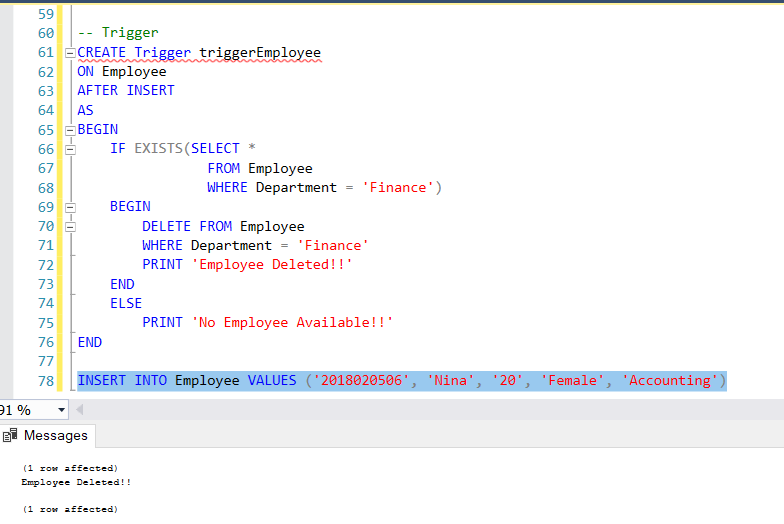 59
60 -- Trigger
61 CREATE Trigger triggerEmployee
62 ON Employee
63 AFTER INSERT
64 AS
65 BEGIN
66 IF EXISTS(SELECT *
67 FROM Employee
68 WHERE Department = 'Finance')
69 BEGIN
70 DELETE FROM Employee
71 WHERE Department = 'Finance'
72 PRINT 'Employee Deleted!!'
73 END
74 ELSE
75 PRINT 'No Employee Available!!'
76 END
77
78 INSERT INTO Employee VALUES ('2018020506', 'Nina', '20', 'Female', 'Accounting')
91 %
Messages
(1 row affected)
Employee Deleted!!
(1 row affected)